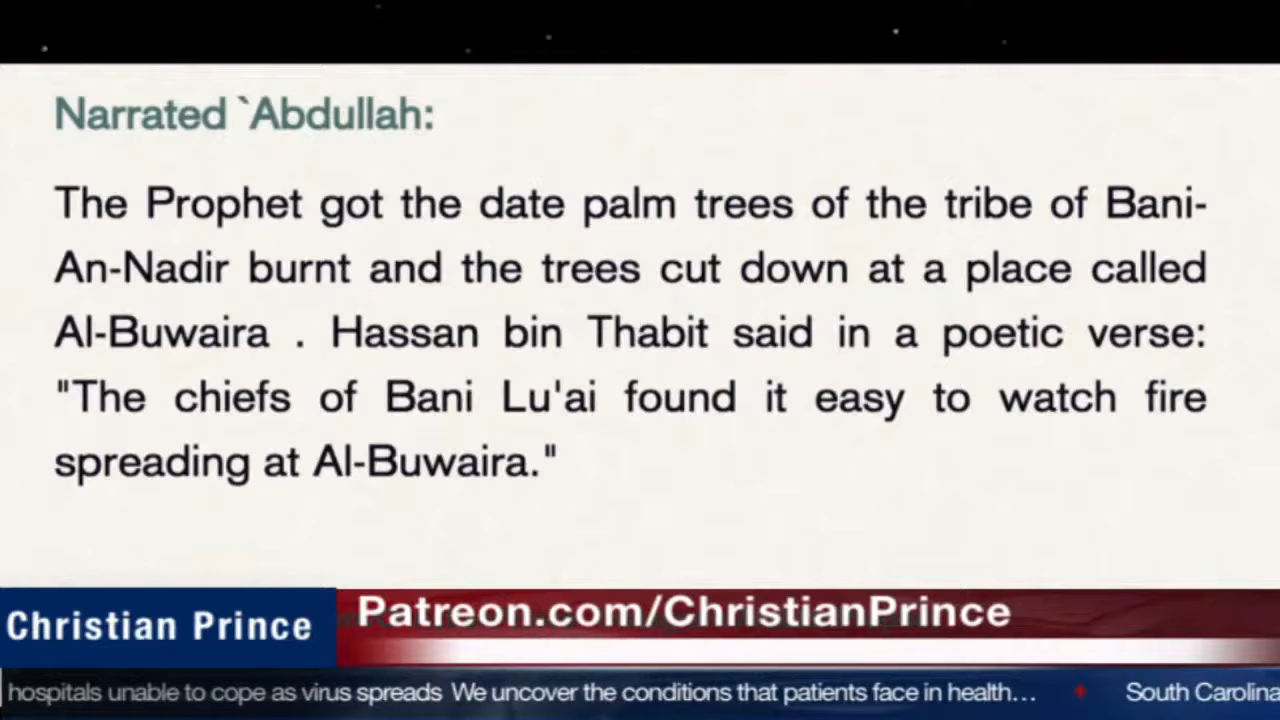 Narrated `Abdullah:
The Prophet got the date palm trees of the tribe of Bani-
An-Nadir burnt and the trees cut down at a place called
Al-Buwaira . Hassan bin Thabit said in a poetic verse:
"The chiefs of Bani Lu'ai found it easy to watch fire
spreading at Al-Buwaira."
Christian Prince
Patreon.com/ChristianPrince
hospitals unable to cope as virus spreads We uncover the conditions that patients face in health… South Carolina